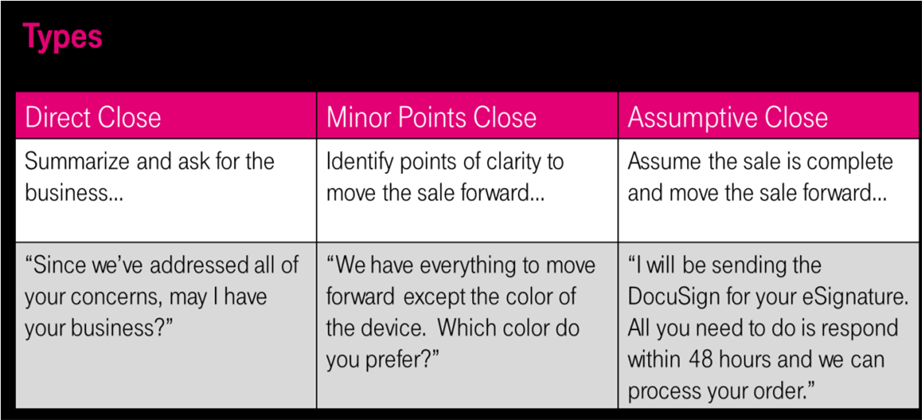 Types
Direct Close
Minor Points Close
Assumptive Close
Summarize and ask for the
business...
Identify points of clarity to
move the sale forward...
Assume the sale is complete
and move the sale forward...
“Since we’ve addressed all of
your concerns, may I have
your business?”
“We have everything to move
forward except the color of
the device.  Which color do
you prefer?”
“I will be sending the
DocuSign for your eSignature.
All you need to do is respond
within 48 hours and we can
process your order.”